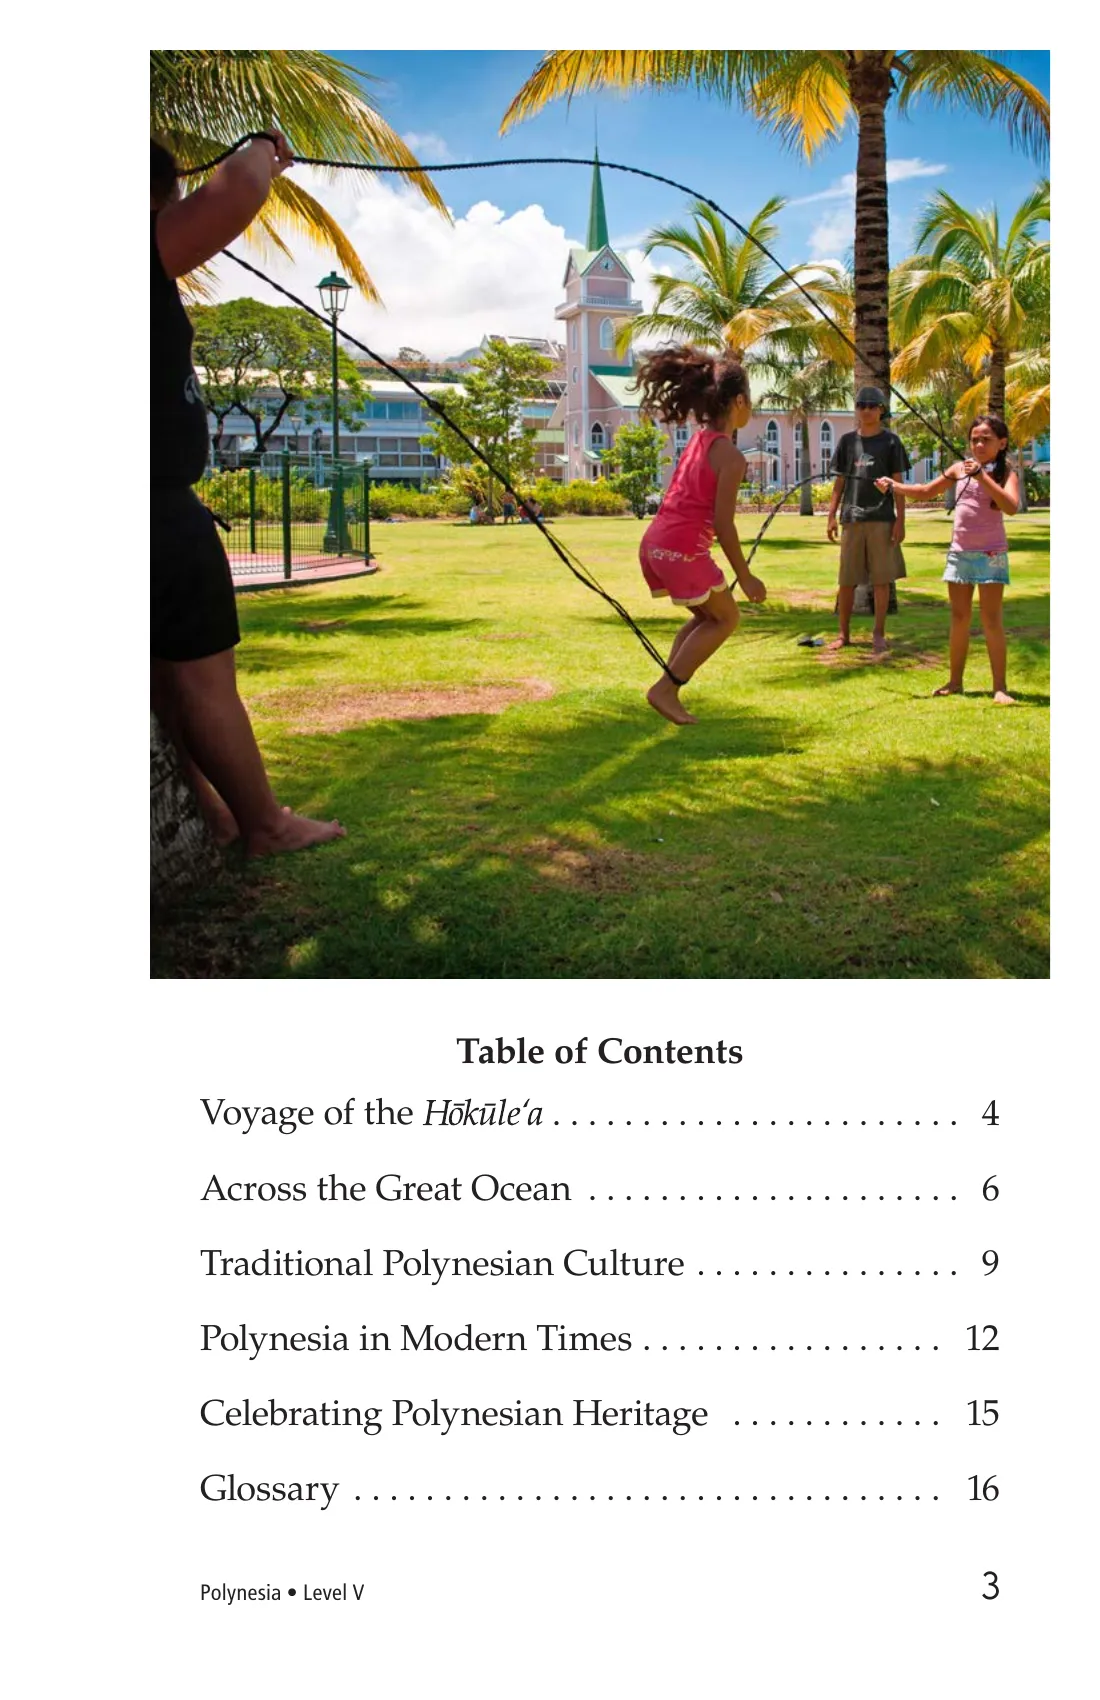 Table of Contents
Voyage of the Hōkūle‘a . . . . . . . . . . . . . . . . . . . . . . . 4
Across the Great Ocean . . . . . . . . . . . . . . . . . . . . . 6
Traditional Polynesian Culture . . . . . . . . . . . . . . . 9
Polynesia in Modern Times . . . . . . . . . . . . . . . . . 12
Celebrating Polynesian Heritage . . . . . . . . . . . . 15
Glossary . . . . . . . . . . . . . . . . . . . . . . . . . . . . . . . . . 16
Polynesia • Level V
3